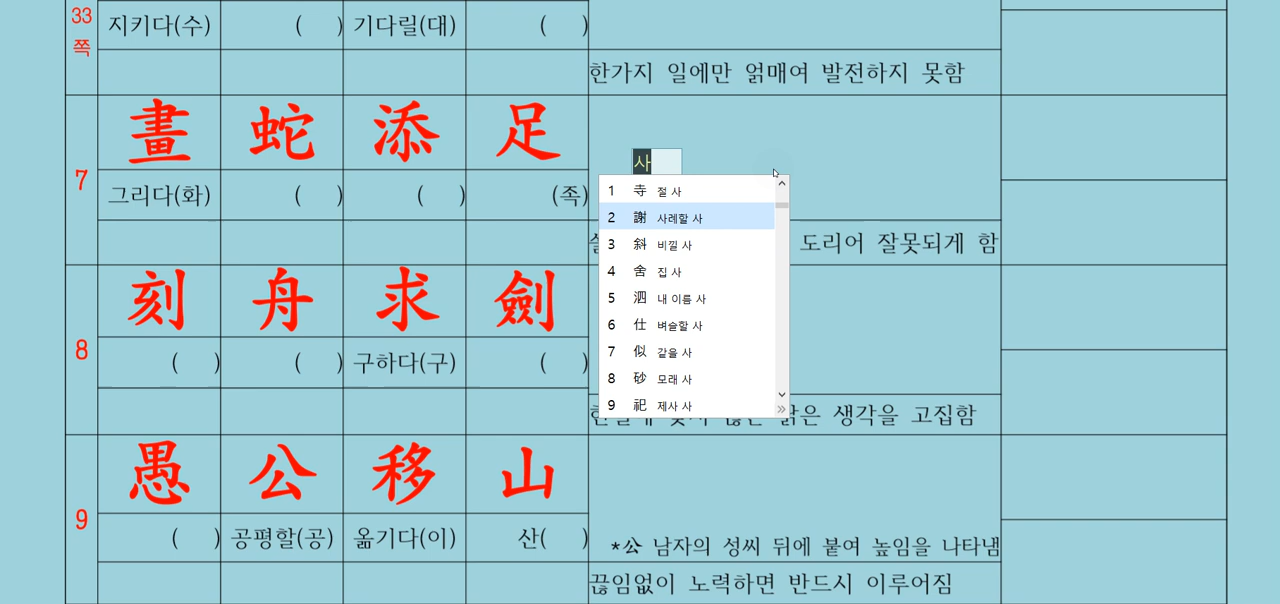 33
쪽
지키다(수) ( ) 기다릴(대) ( )
한가지 일에만 얽매여 발전하지 못함
7
畫 蛇 添 足
그리다(화) ( ) ( ) (족)
도리어 잘못되게 함
사
1 寺 절 사
2 謝 사례할 사
3 斜 비낄 사
4 舍 집 사
5 泗 내 이름 사
6 仕 벼슬할 사
7 似 같을 사
8 砂 모래 사
9 祀 제사 사
8
刻 舟 求 劍
( ) ( ) 구하다(구) ( )
생각을 고집함
9
愚 公 移 山
( ) 공평할(공) 옮기다(이) 산( )
*公 남자의 성씨 뒤에 붙여 높임을 나타냄
끊임없이 노력하면 반드시 이루어짐